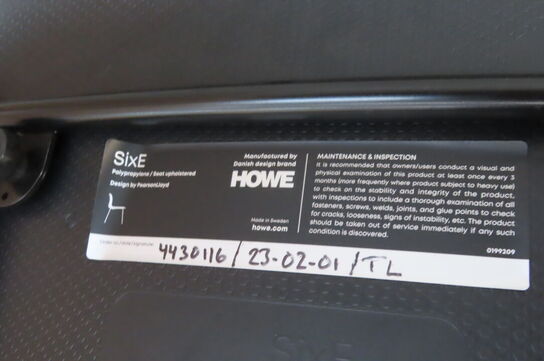 SixE
Polypropylene / Seat upholstered
Design by PearsonLloyd
Manufactured by
Danish design brand
HOWE
Made in Sweden
howe.com
MAINTENANCE & INSPECTION
It is recommended that owners/users conduct a visual and
physical examination of this product at least once every 3
months (more frequently where product subject to heavy use)
to check on the stability and integrity of the product,
with inspections to include a thorough examination of all
fasteners, screws, welds, joints, and glue points to check
for cracks, looseness, signs of instability, etc. The product
should be taken out of service immediately if any such
condition is discovered.
0199209
Order no./date/signature:
4430116 / 23-02-01 / TL
SixE